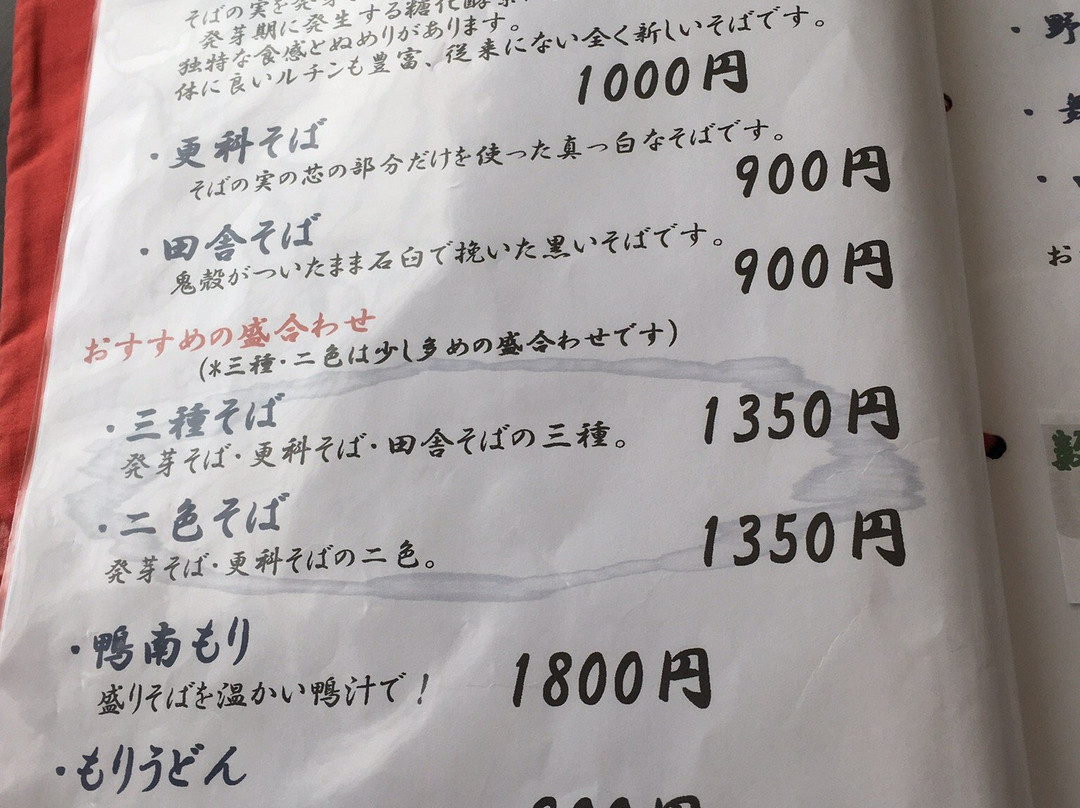 そばの実を発芽
発芽期に発生する糖化酵素
独特な食感とぬめりがあります。
体に良いルチンも豊富、従来にない全く新しいそばです。
1000円
・更科そば
そばの実の芯の部分だけを使った真っ白なそばです。
900円
・田舎そば
鬼殻がついたまま石臼で挽いた黒いそばです。
900円
おすすめの盛合わせ
(*三種・二色は少し多めの盛合わせです)
・三種そば
発芽そば・更科そば・田舎そばの三種。
1350円
・二色そば
発芽そば・更科そばの二色。
1350円
・鴨南もり
盛りそばを温かい鴨汁で!
1800円
・もりうどん
・野
お